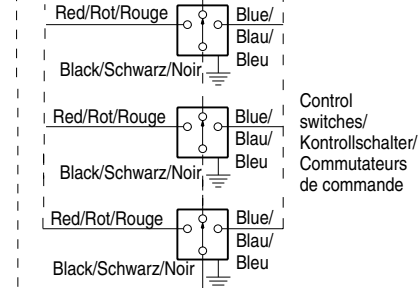 Red/Rot/Rouge
Blue/
Blau/
Bleu
Black/Schwarz/Noir
Red/Rot/Rouge
Blue/
Blau/
Bleu
Black/Schwarz/Noir
Control
switches/
Kontrollschalter/
Commutateurs
de commande
Red/Rot/Rouge
Blue/
Blau/
Bleu
Black/Schwarz/Noir